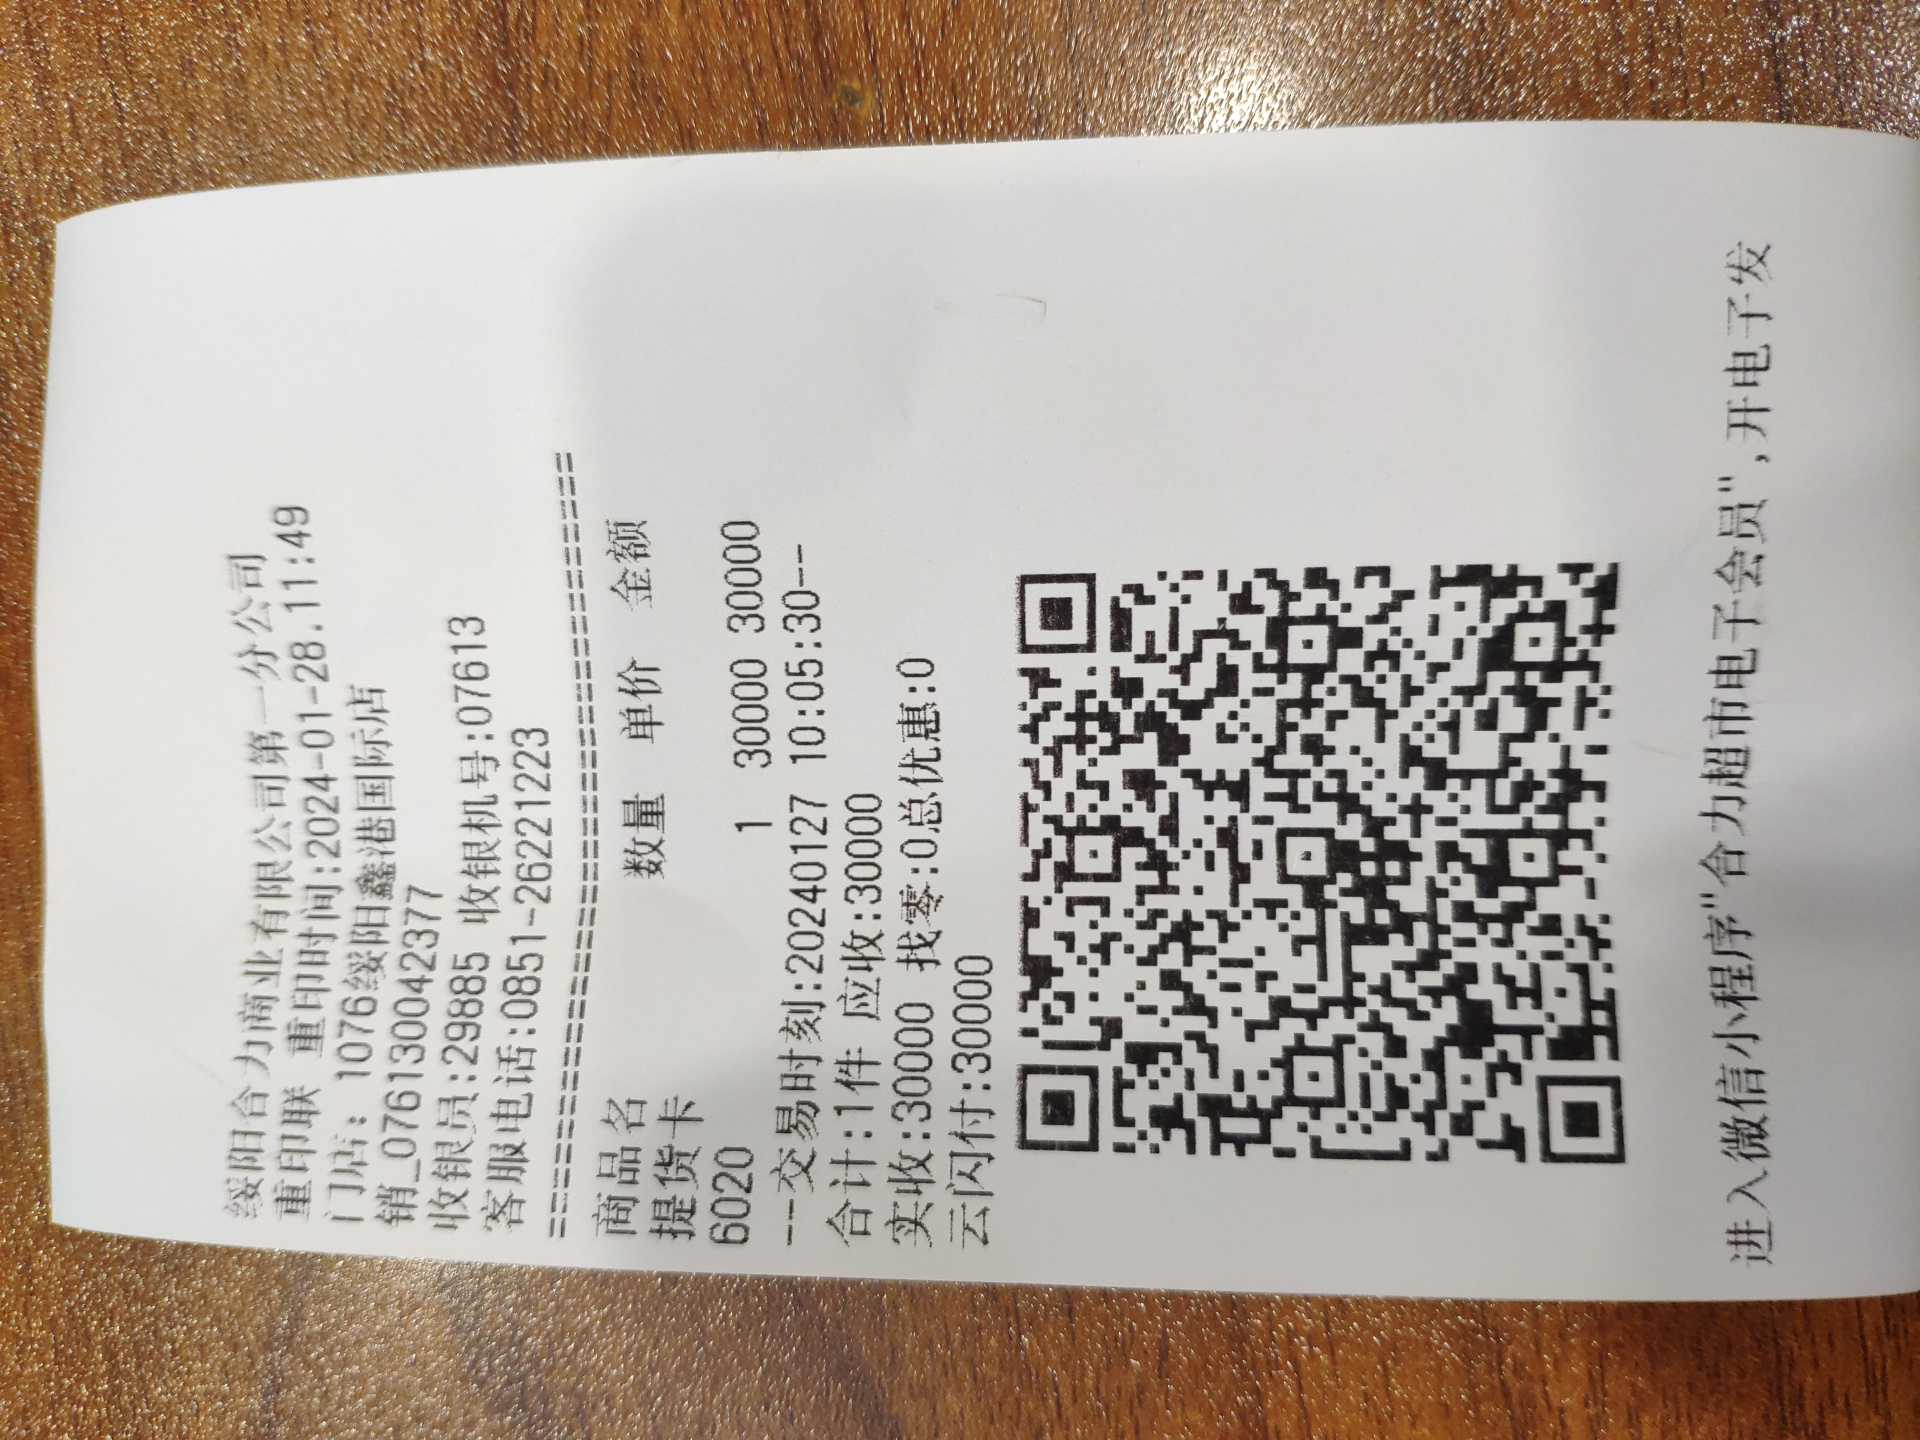 绥阳合力商业有限公司第一分公司
重印联 重印时间:2024-01-28.11:49
门店: 1076绥阳鑫港国际店
销_076130042377
收银员:29885 收银机号:07613
客服电话:0851-26221223
==========================================
商品名 数量 单价 金额
提货卡
6020 1 30000 30000
--交易时刻:20240127 10:05:30--
合计:1件 应收:30000
实收:30000 找零:0总优惠:0
云闪付:30000
进入微信小程序"合力超市电子会员",开电子发